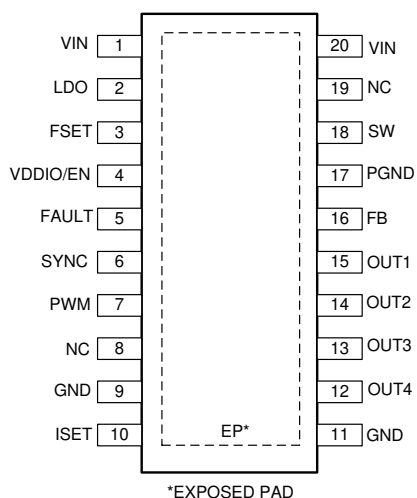 VIN 1 20 VIN
LDO 2 19 NC
FSET 3 18 SW
VDDIO/EN 4 17 PGND
FAULT 5 16 FB
SYNC 6 15 OUT1
PWM 7 14 OUT2
NC 8 13 OUT3
GND 9 12 OUT4
ISET 10 EP* 11 GND
*EXPOSED PAD